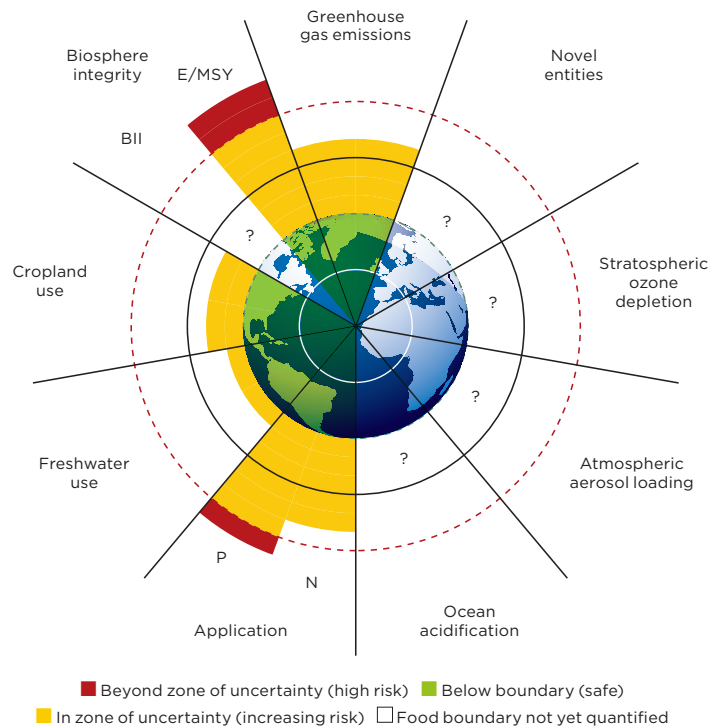 Greenhouse
gas emissions
Biosphere
integrity
E/MSY
BII
Novel
entities
?
?
Cropland
use
Stratospheric
ozone
depletion
?
?
Freshwater
use
Atmospheric
aerosol loading
?
P
N
Application
Ocean
acidification
Beyond zone of uncertainty (high risk)
Below boundary (safe)
In zone of uncertainty (increasing risk)
Food boundary not yet quantified